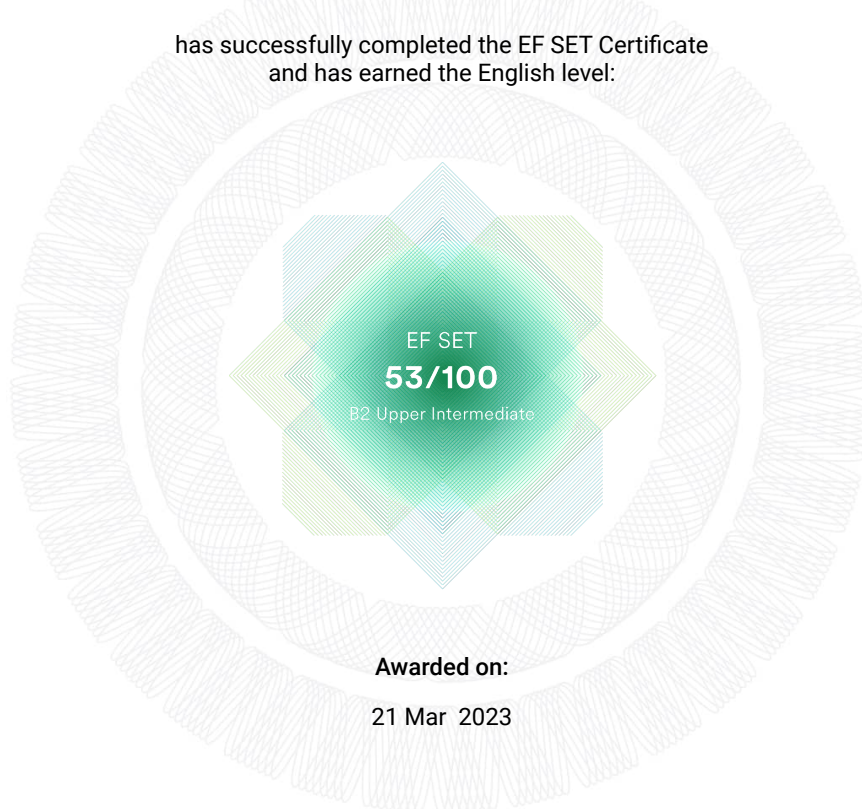 has successfully completed the EF SET Certificate
and has earned the English level:
EF SET
53/100
B2 Upper Intermediate
Awarded on:
21 Mar 2023